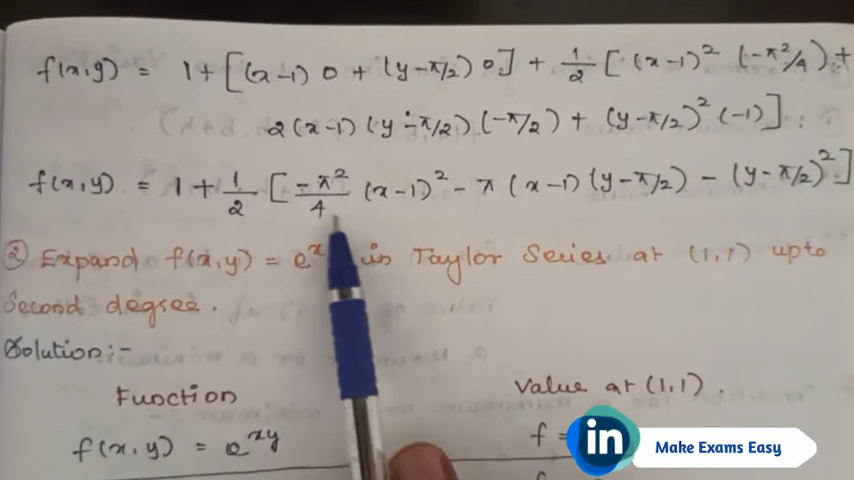 f(x,y) = 1 + [(x-1) 0 + (y-π/2) 0] + 1/2 [ (x-1)² (-π²/4) +
2(x-1) (y-π/2) (-π/2) + (y-π/2)² (-1) ]
f(x,y) = 1 + 1/2 [ -π²/4 (x-1)² - π (x-1) (y-π/2) - (y-π/2)² ]
② Expand f(x,y) = e^x in Taylor Series at (1,1) upto
Second degree.
Solution:-
Function Value at (1,1).
f(x,y) = e^xy f =
in Make Exams Easy